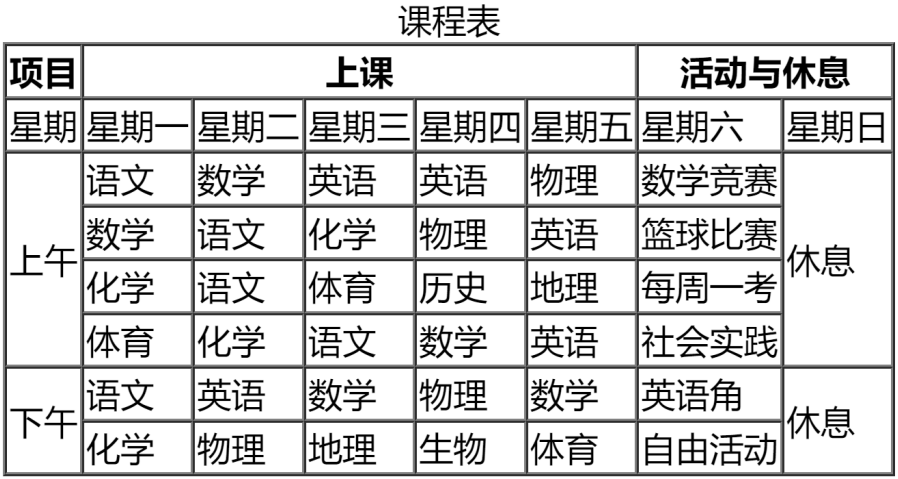 课程表
项目 上课 活动与休息
星期 星期一 星期二 星期三 星期四 星期五 星期六 星期日
上午 语文 数学 英语 英语 物理 数学竞赛 休息
数学 语文 化学 物理 英语 篮球比赛
化学 语文 体育 历史 地理 每周一考
体育 化学 语文 数学 英语 社会实践
下午 语文 英语 数学 物理 数学 英语角 休息
化学 物理 地理 生物 体育 自由活动